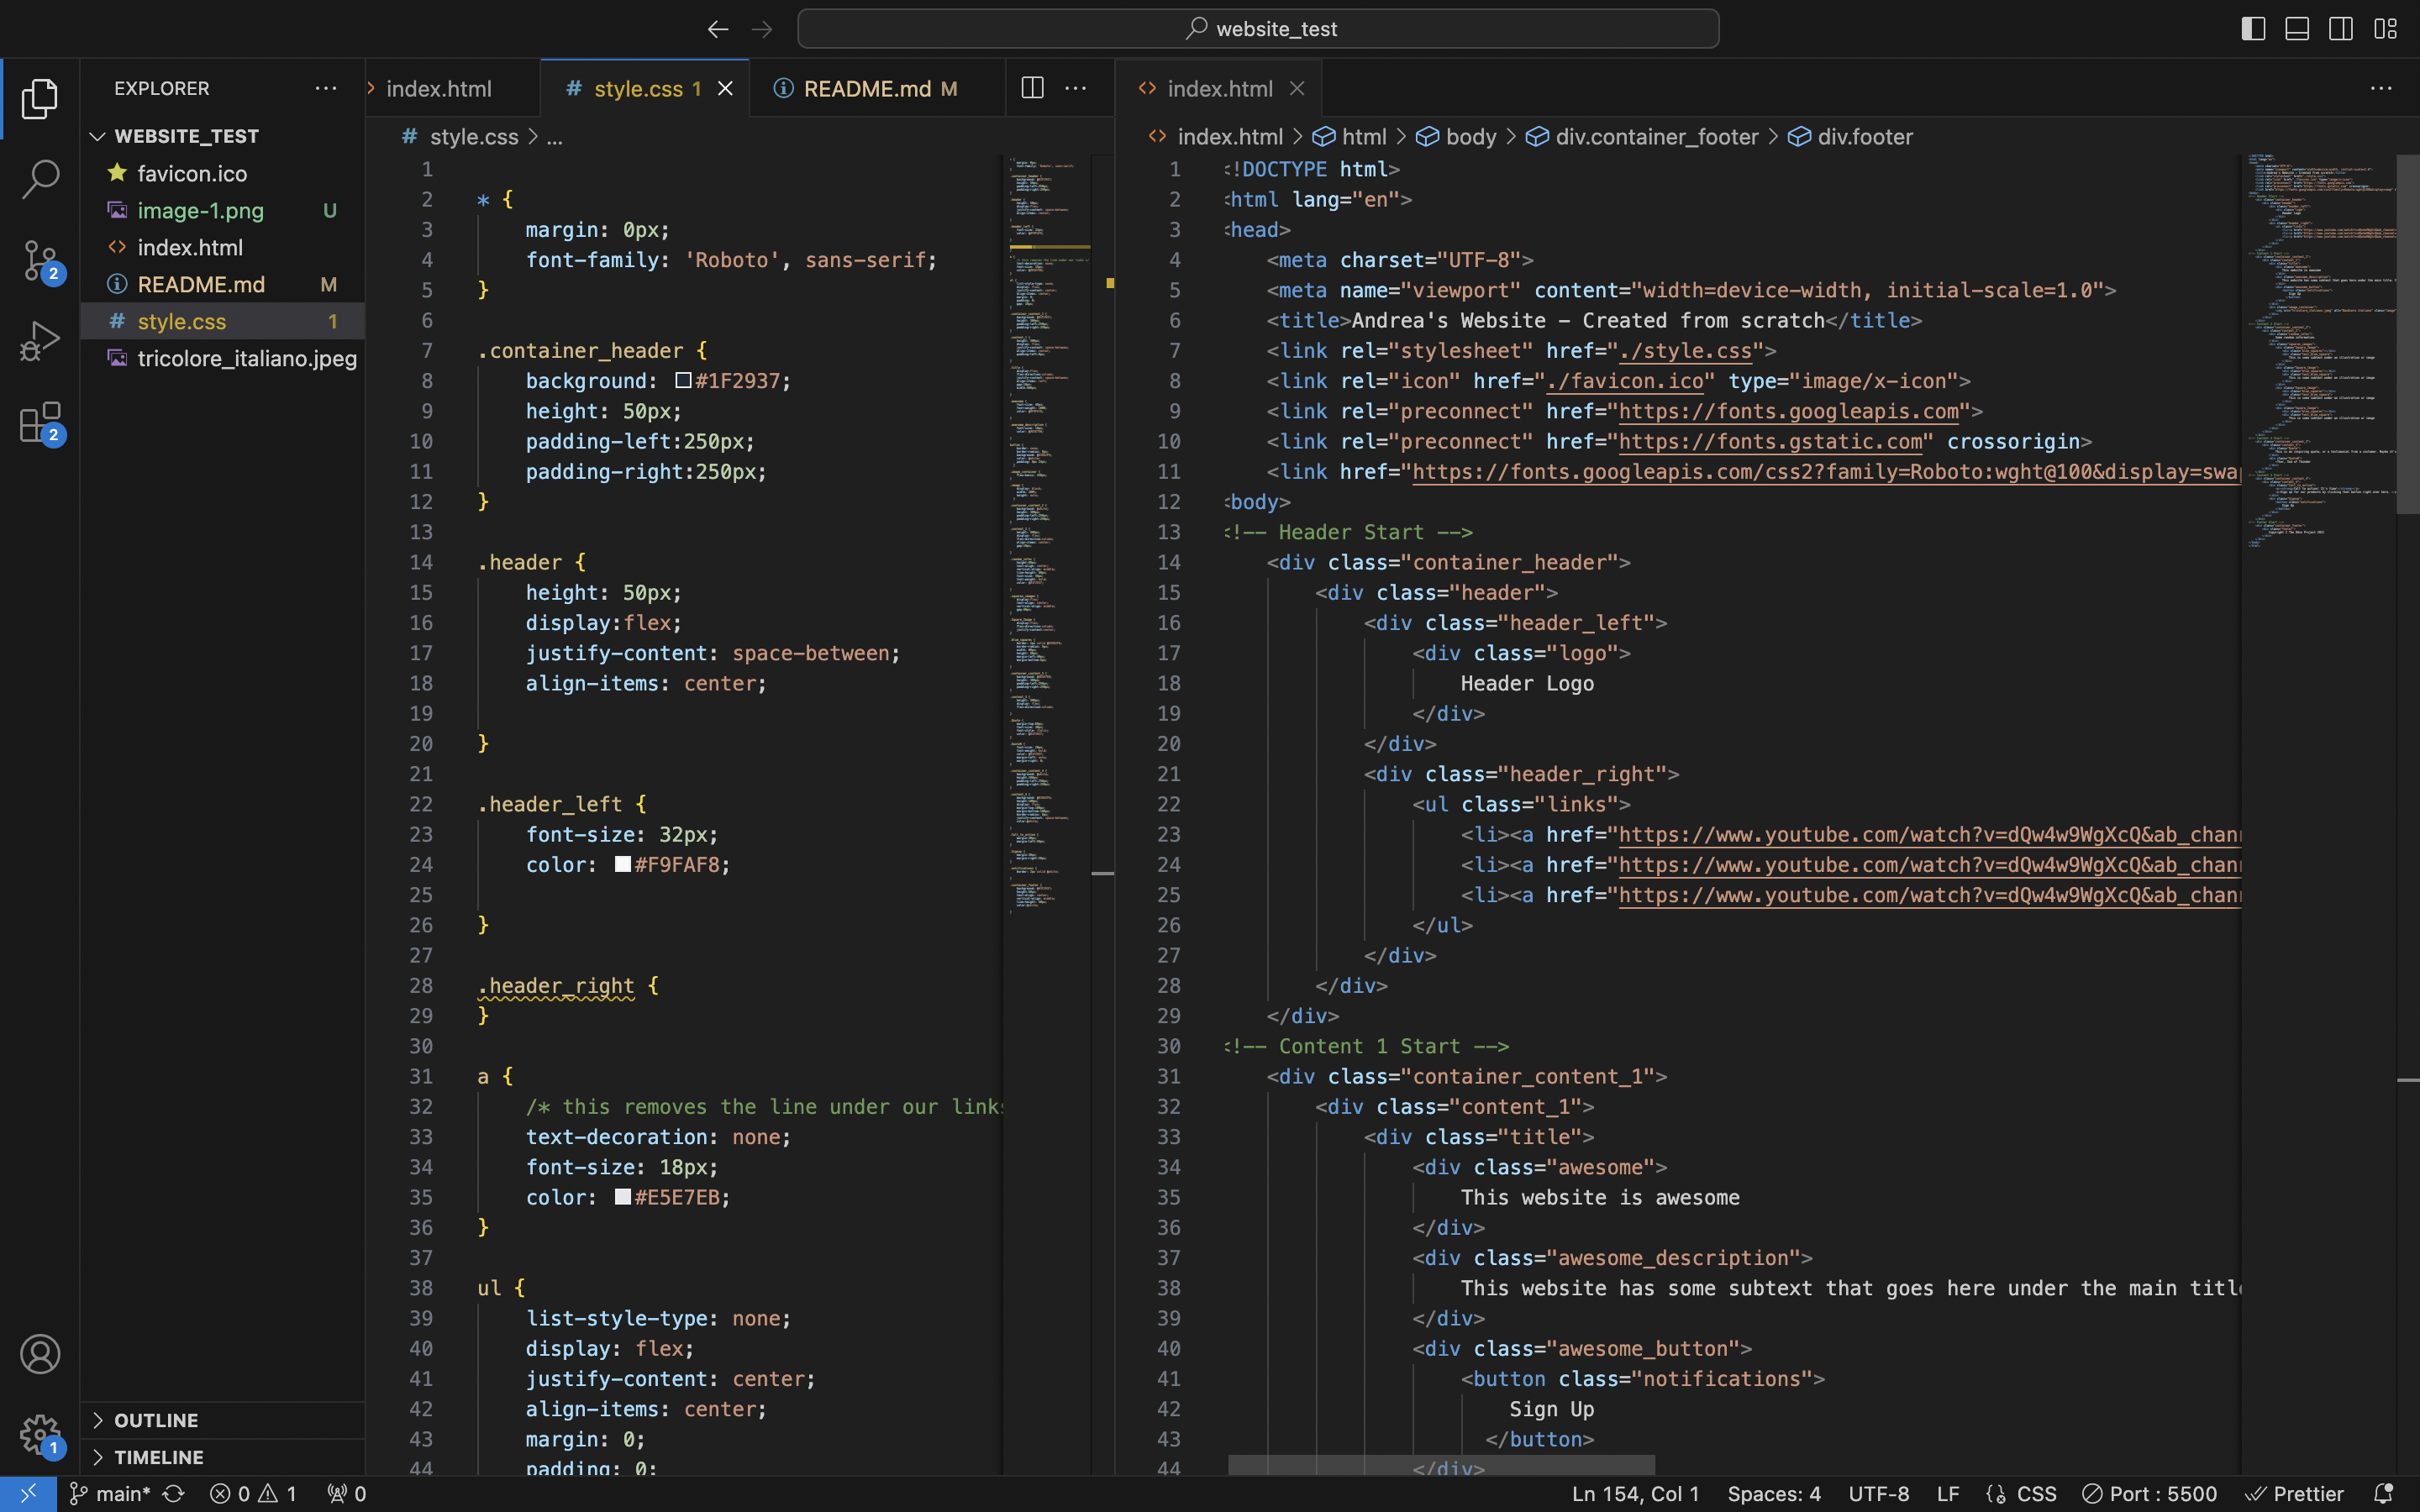 website_test
EXPLORER
WEBSITE_TEST
favicon.ico
image-1.png U
index.html
README.md M
style.css 1
tricolore_italiano.jpeg
OUTLINE
TIMELINE
2
2
1
index.html
# style.css 1
README.md M
# style.css > ...
1
2 * {
3 margin: 0px;
4 font-family: 'Roboto', sans-serif;
5 }
6
7 .container_header {
8 background: #1F2937;
9 height: 50px;
10 padding-left:250px;
11 padding-right:250px;
12 }
13
14 .header {
15 height: 50px;
16 display:flex;
17 justify-content: space-between;
18 align-items: center;
19
20 }
21
22 .header_left {
23 font-size: 32px;
24 color: #F9FAF8;
25
26 }
27
28 .header_right {
29 }
30
31 a {
32 /* this removes the line under our links
33 text-decoration: none;
34 font-size: 18px;
35 color: #E5E7EB;
36 }
37
38 ul {
39 list-style-type: none;
40 display: flex;
41 justify-content: center;
42 align-items: center;
43 margin: 0;
44 padding: 0;
index.html
index.html > html > body > div.container_footer > div.footer
1 <!DOCTYPE html>
2 <html lang="en">
3 <head>
4 <meta charset="UTF-8">
5 <meta name="viewport" content="width=device-width, initial-scale=1.0">
6 <title>Andrea's Website – Created from scratch</title>
7 <link rel="stylesheet" href="./style.css">
8 <link rel="icon" href="./favicon.ico" type="image/x-icon">
9 <link rel="preconnect" href="https://fonts.googleapis.com">
10 <link rel="preconnect" href="https://fonts.gstatic.com" crossorigin>
11 <link href="https://fonts.googleapis.com/css2?family=Roboto:wght@100&display=swap
12 <body>
13 <!-- Header Start -->
14 <div class="container_header">
15 <div class="header">
16 <div class="header_left">
17 <div class="logo">
18 Header Logo
19 </div>
20 </div>
21 <div class="header_right">
22 <ul class="links">
23 <li><a href="https://www.youtube.com/watch?v=dQw4w9WgXcQ&ab_chann
24 <li><a href="https://www.youtube.com/watch?v=dQw4w9WgXcQ&ab_chann
25 <li><a href="https://www.youtube.com/watch?v=dQw4w9WgXcQ&ab_chann
26 </ul>
27 </div>
28 </div>
29 </div>
30 <!-- Content 1 Start -->
31 <div class="container_content_1">
32 <div class="content_1">
33 <div class="title">
34 <div class="awesome">
35 This website is awesome
36 </div>
37 <div class="awesome_description">
38 This website has some subtext that goes here under the main title
39 </div>
40 <div class="awesome_button">
41 <button class="notifications">
42 Sign Up
43 </button>
44 </div>
main* 0 1 0
Ln 154, Col 1 Spaces: 4 UTF-8 LF CSS Port : 5500 Prettier